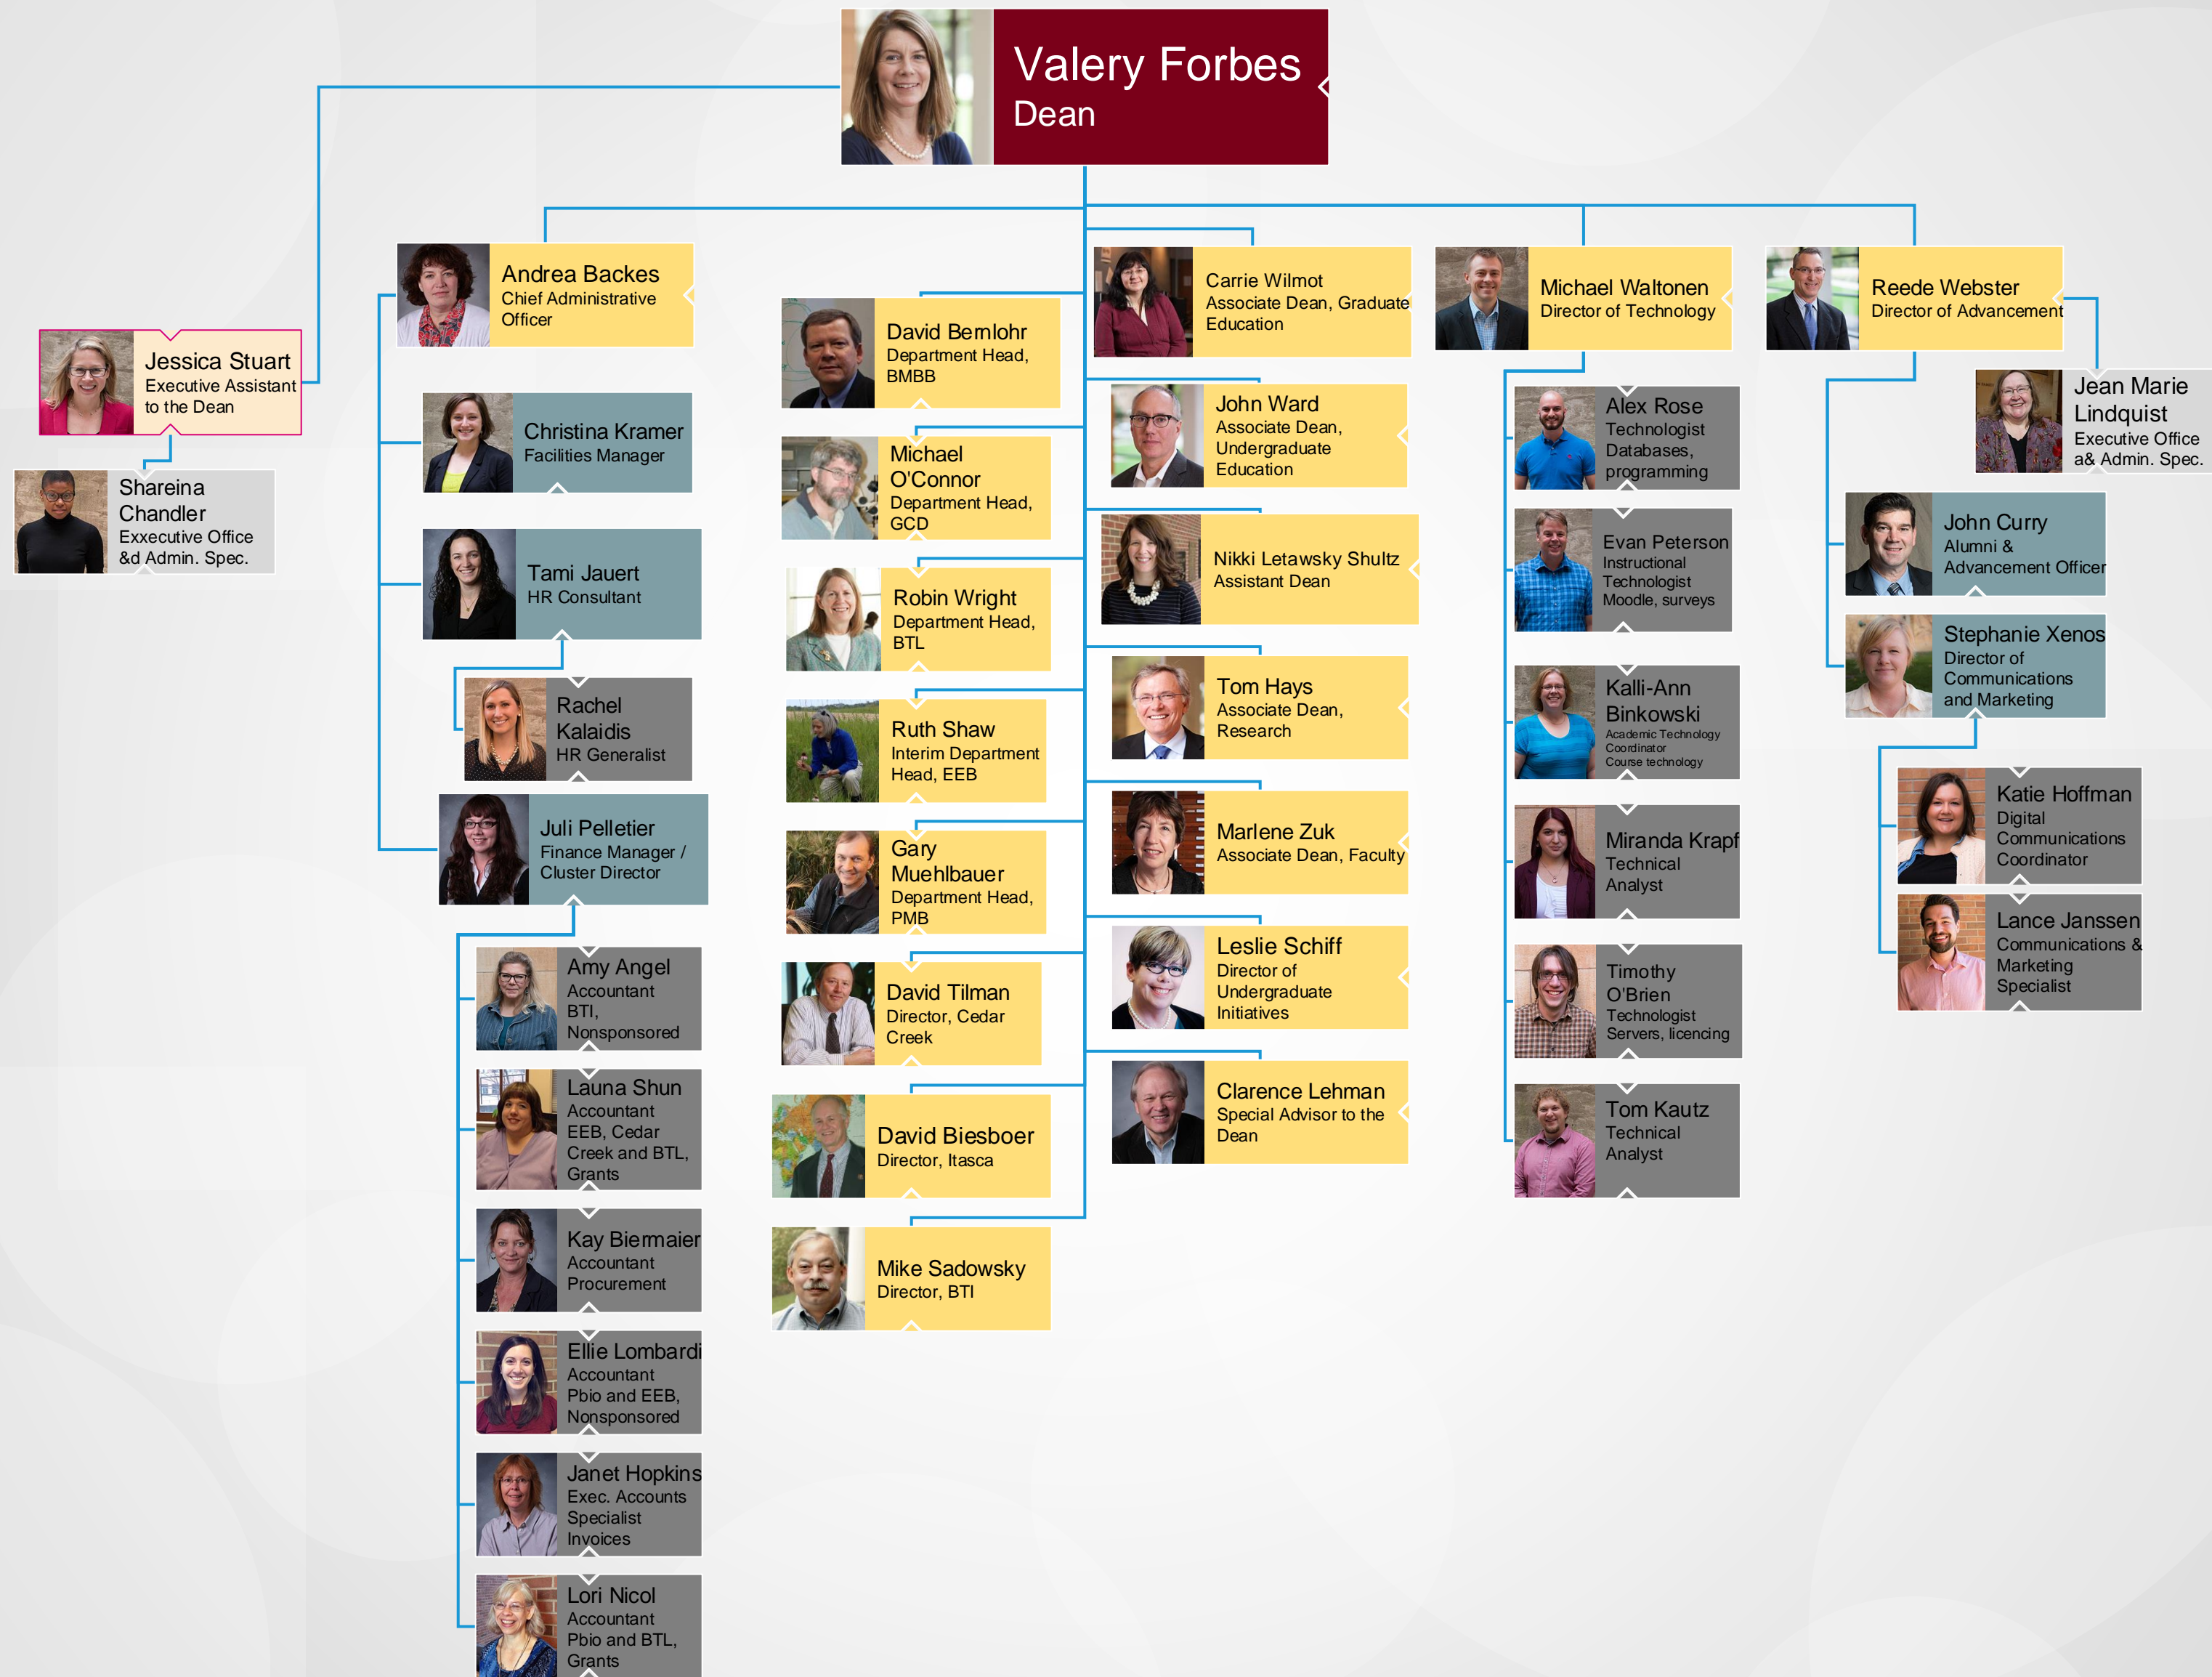 Valery Forbes
Dean
Jessica Stuart
Executive Assistant
to the Dean
Shareina
Chandler
Exxecutive Office
&d Admin. Spec.
Andrea Backes
Chief Administrative
Officer
Christina Kramer
Facilities Manager
Tami Jauert
HR Consultant
Rachel
Kalaidis
HR Generalist
Juli Pelletier
Finance Manager /
Cluster Director
Amy Angel
Accountant
BTI,
Nonsponsored
Launa Shun
Accountant
EEB, Cedar
Creek and BTL,
Grants
Kay Biermaier
Accountant
Procurement
Ellie Lombardi
Accountant
Pbio and EEB,
Nonsponsored
Janet Hopkins
Exec. Accounts
Specialist
Invoices
Lori Nicol
Accountant
Pbio and BTL,
Grants
David Bernlohr
Department Head,
BMBB
Michael
O'Connor
Department Head,
GCD
Robin Wright
Department Head,
BTL
Ruth Shaw
Interim Department
Head, EEB
Gary
Muehlbauer
Department Head,
PMB
David Tilman
Director, Cedar
Creek
David Biesboer
Director, Itasca
Mike Sadowsky
Director, BTI
Carrie Wilmot
Associate Dean, Graduate
Education
John Ward
Associate Dean,
Undergraduate
Education
Nikki Letawsky Shultz
Assistant Dean
Tom Hays
Associate Dean,
Research
Marlene Zuk
Associate Dean, Faculty
Leslie Schiff
Director of
Undergraduate
Initiatives
Clarence Lehman
Special Advisor to the
Dean
Michael Waltonen
Director of Technology
Alex Rose
Technologist
Databases,
programming
Evan Peterson
Instructional
Technologist
Moodle, surveys
Kalli-Ann
Binkowski
Academic Technology
Coordinator
Course technology
Miranda Krapf
Technical
Analyst
Timothy
O'Brien
Technologist
Servers, licencing
Tom Kautz
Technical
Analyst
Reede Webster
Director of Advancement
Jean Marie
Lindquist
Executive Office
a& Admin. Spec.
John Curry
Alumni &
Advancement Officer
Stephanie Xenos
Director of
Communications
and Marketing
Katie Hoffman
Digital
Communications
Coordinator
Lance Janssen
Communications &
Marketing
Specialist